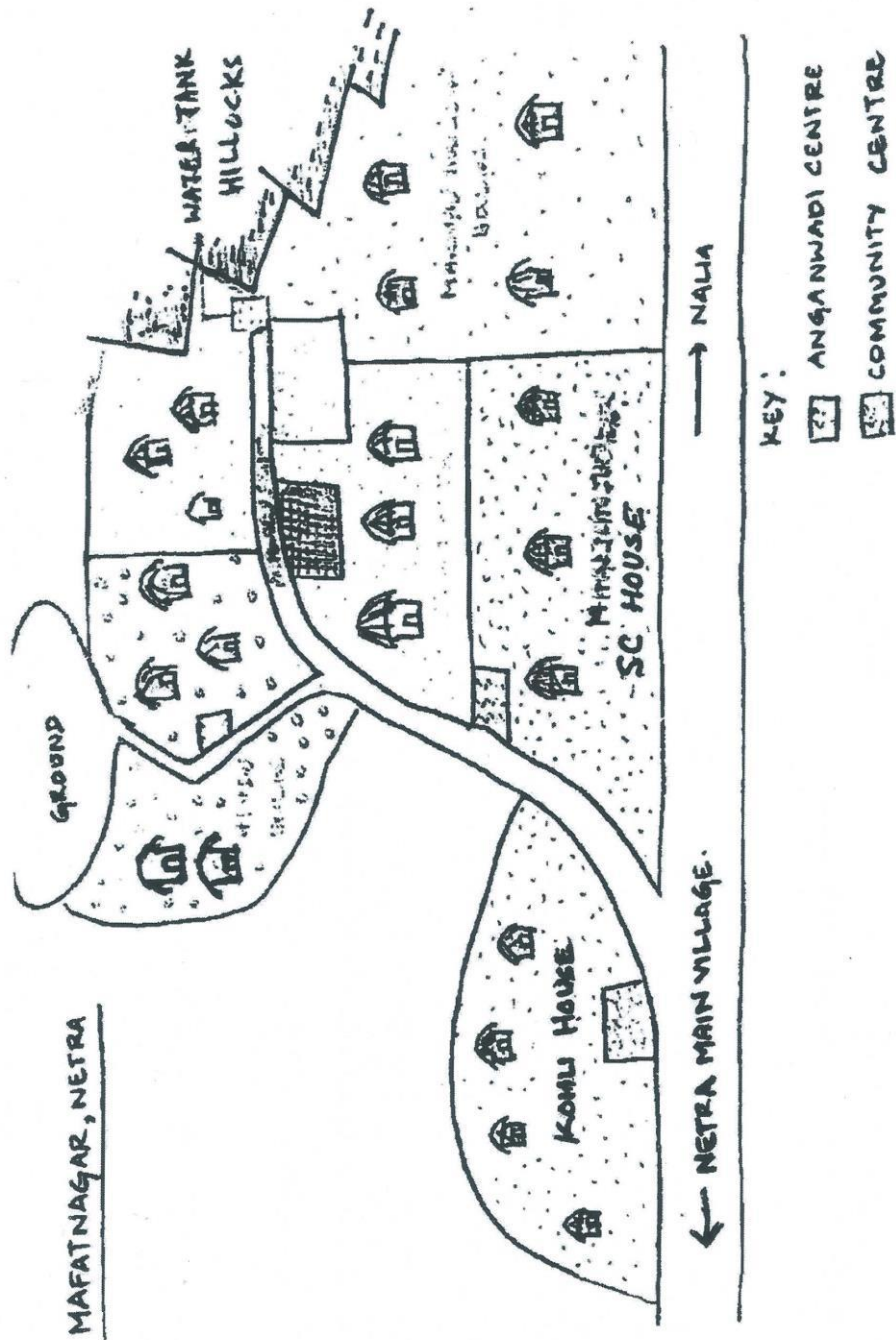 MAFATNAGAR, NETRA
GROUND
WATER TANK
HILLOCKS
SC HOUSE
KOHLI HOUSE
← NETRA MAIN VILLAGE.
→ NALIA
KEY:
ANGANWADI CENTRE
COMMUNITY CENTRE